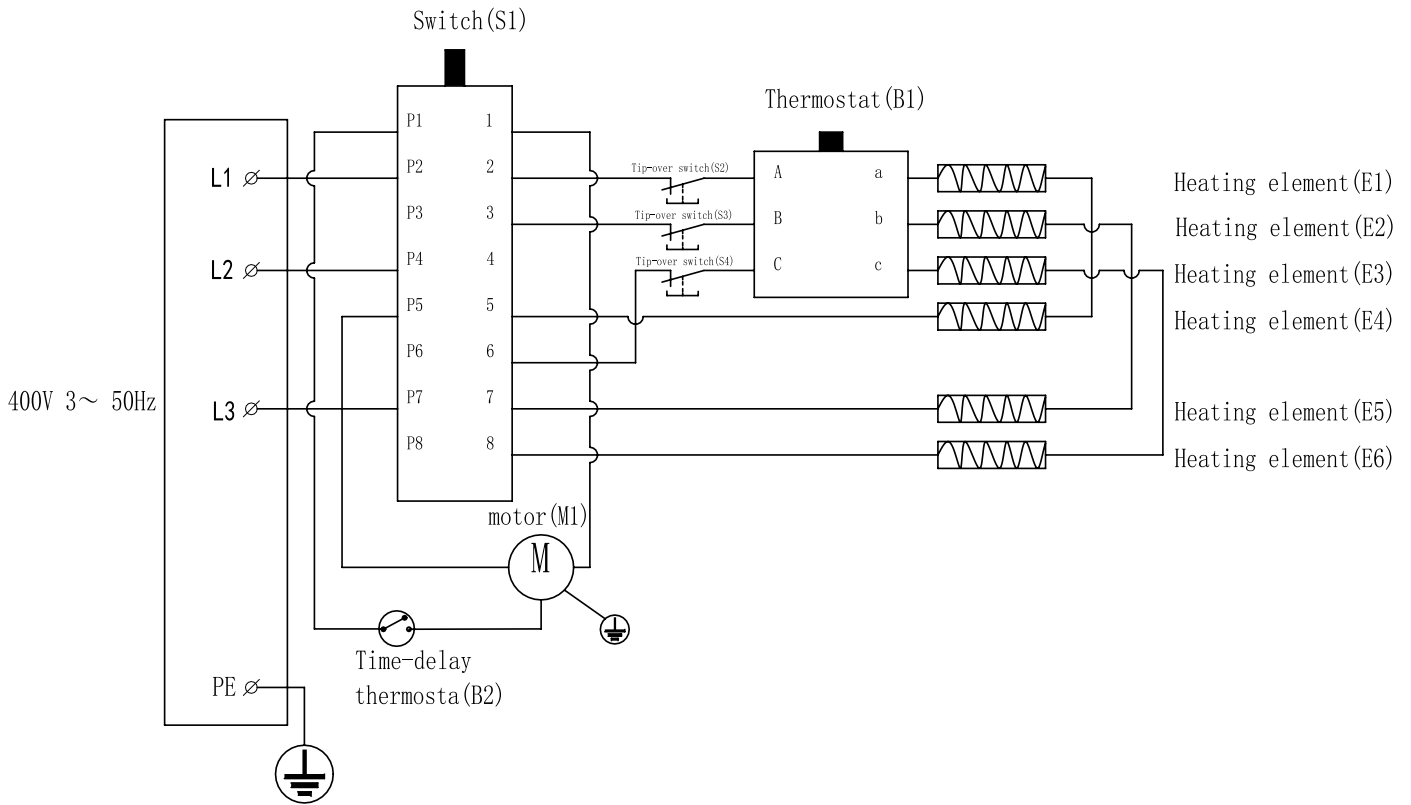 Switch(S1)
Thermostat(B1)
P1 1
P2 2
P3 3
P4 4
P5 5
P6 6
P7 7
P8 8
L1
L2
L3
PE
400V 3~ 50Hz
Tip-over switch(S2)
Tip-over switch(S3)
Tip-over switch(S4)
A a
B b
C c
Heating element(E1)
Heating element(E2)
Heating element(E3)
Heating element(E4)
Heating element(E5)
Heating element(E6)
motor(M1)
M
Time-delay
thermosta(B2)